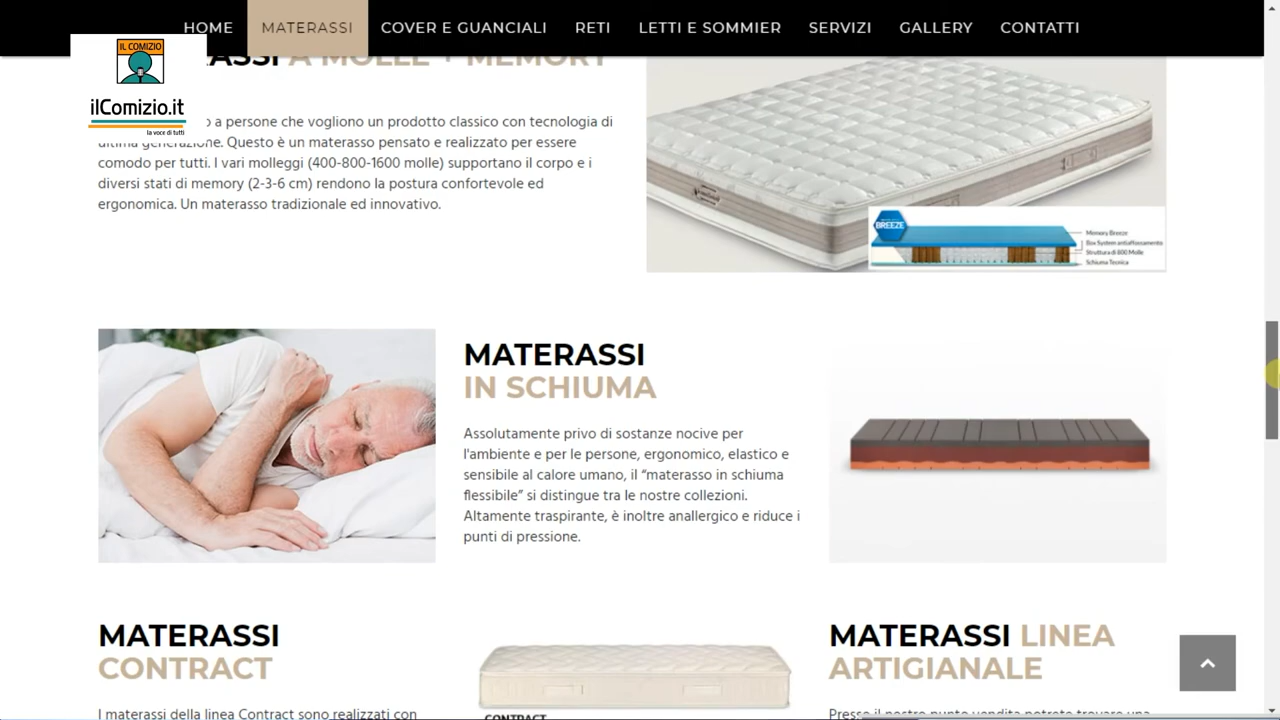 HOME MATERASSI COVER E GUANCIALI RETI LETTI E SOMMIER SERVIZI GALLERY CONTATTI
IL COMIZIO
ilComizio.it
la voce di tutti
A MOLLE + MEMORY
a persone che vogliono un prodotto classico con tecnologia di
ultima generazione. Questo è un materasso pensato e realizzato per essere
comodo per tutti. I vari molleggi (400-800-1600 molle) supportano il corpo e i
diversi stati di memory (2-3-6 cm) rendono la postura confortevole ed
ergonomica. Un materasso tradizionale ed innovativo.
BREEZE
Memory Breeze
Box System antiaffossamento
Struttura di 800 Molle
Schiuma Tecnica
MATERASSI
IN SCHIUMA
Assolutamente privo di sostanze nocive per
l'ambiente e per le persone, ergonomico, elastico e
sensibile al calore umano, il “materasso in schiuma
flessibile” si distingue tra le nostre collezioni.
Altamente traspirante, è inoltre anallergico e riduce i
punti di pressione.
MATERASSI
CONTRACT
I materassi della linea Contract sono realizzati con
CONTRACT
MATERASSI LINEA
ARTIGIANALE
Presso il nostro punto vendita potrete trovare una